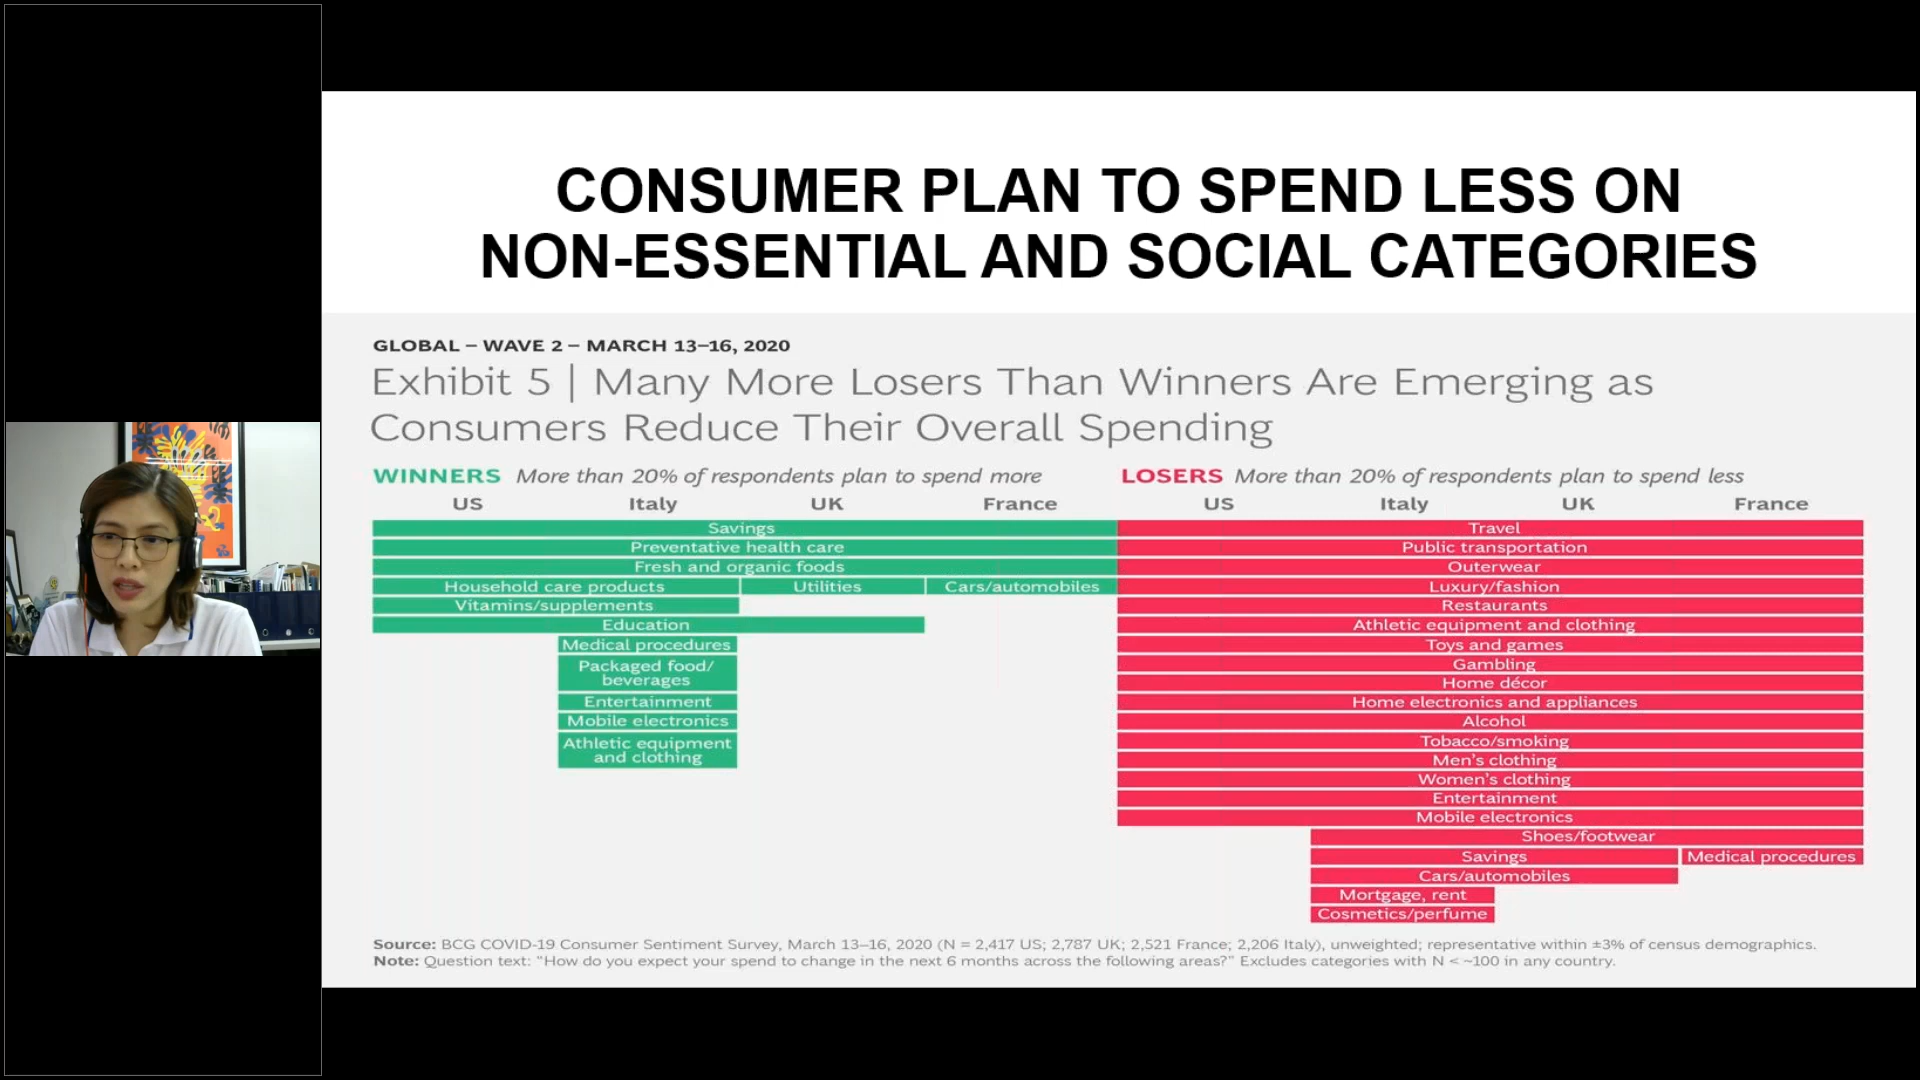 CONSUMER PLAN TO SPEND LESS ON
NON-ESSENTIAL AND SOCIAL CATEGORIES
GLOBAL – WAVE 2 – MARCH 13–16, 2020
Exhibit 5 | Many More Losers Than Winners Are Emerging as
Consumers Reduce Their Overall Spending
WINNERS More than 20% of respondents plan to spend more
US Italy UK France
Savings
Preventative health care
Fresh and organic foods
Household care products Utilities Cars/automobiles
Vitamins/supplements
Education
Medical procedures
Packaged food/
beverages
Entertainment
Mobile electronics
Athletic equipment
and clothing
LOSERS More than 20% of respondents plan to spend less
US Italy UK France
Travel
Public transportation
Outerwear
Luxury/fashion
Restaurants
Athletic equipment and clothing
Toys and games
Gambling
Home décor
Home electronics and appliances
Alcohol
Tobacco/smoking
Men's clothing
Women's clothing
Entertainment
Mobile electronics
Shoes/footwear
Savings Medical procedures
Cars/automobiles
Mortgage, rent
Cosmetics/perfume
Source: BCG COVID-19 Consumer Sentiment Survey, March 13–16, 2020 (N = 2,417 US; 2,787 UK; 2,521 France; 2,206 Italy), unweighted; representative within ±3% of census demographics.
Note: Question text: "How do you expect your spend to change in the next 6 months across the following areas?" Excludes categories with N < ~100 in any country.